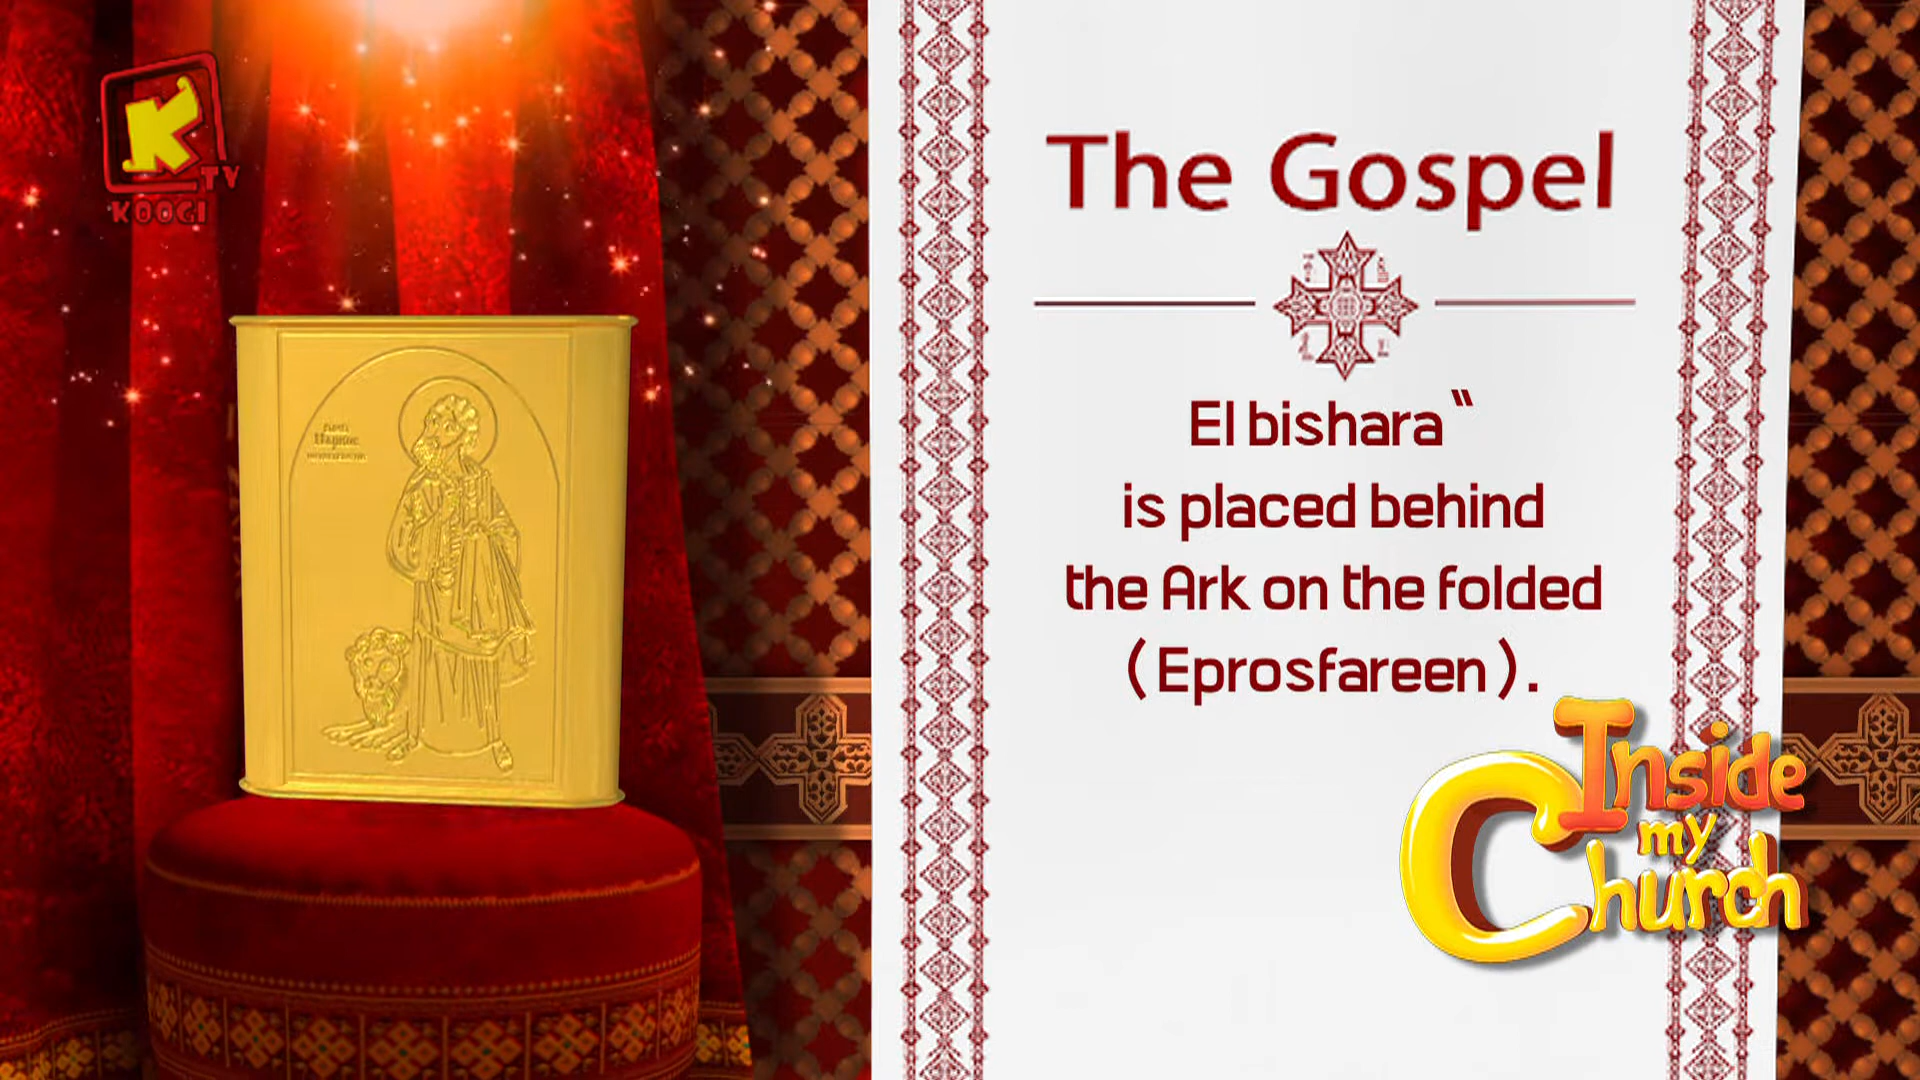 K
TV
KOOGI
The Gospel
El bishara"
is placed behind
the Ark on the folded
(Eprosfareen).
Inside
my
Church